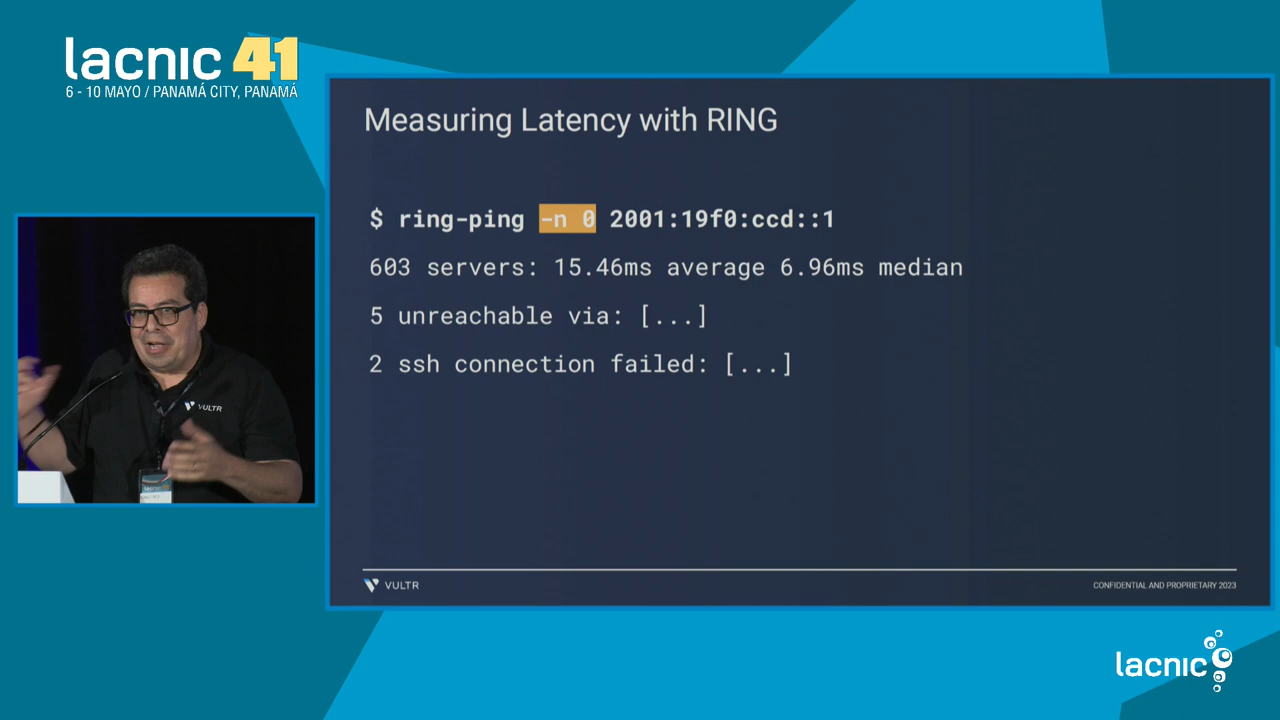 lacnic 41
6 - 10 MAYO / PANAMÁ CITY, PANAMÁ
Measuring Latency with RING
$ ring-ping -n 0 2001:19f0:ccd::1
603 servers: 15.46ms average 6.96ms median
5 unreachable via: [...]
2 ssh connection failed: [...]
VULTR
VULTR
CONFIDENTIAL AND PROPRIETARY 2023
lacnic